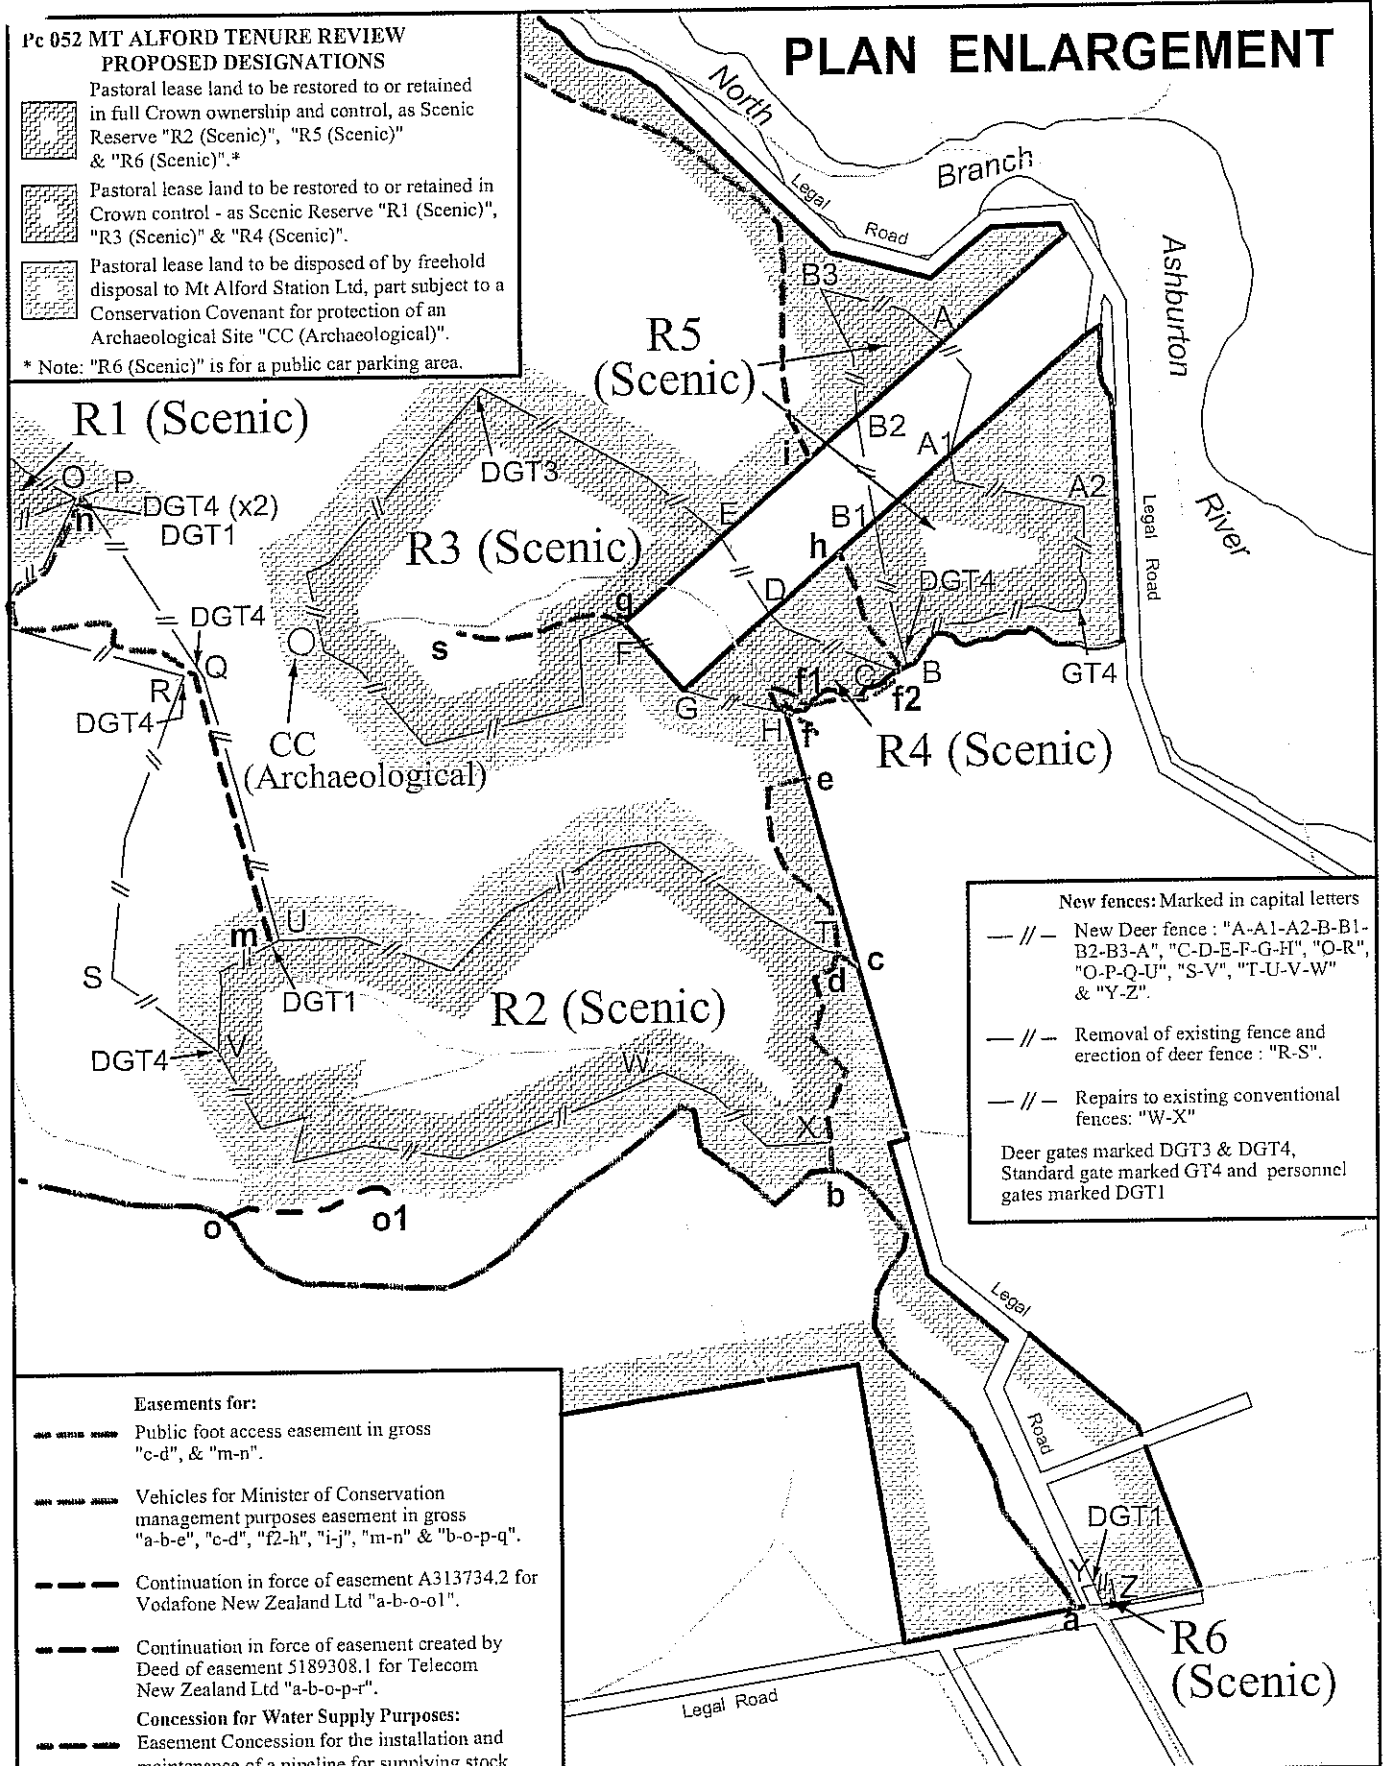 PLAN ENLARGEMENT
Pc 052 MT ALFORD TENURE REVIEW
PROPOSED DESIGNATIONS
Pastoral lease land to be restored to or retained
in full Crown ownership and control, as Scenic
Reserve "R2 (Scenic)", "R5 (Scenic)"
& "R6 (Scenic)".*
Pastoral lease land to be restored to or retained in
Crown control - as Scenic Reserve "R1 (Scenic)",
"R3 (Scenic)" & "R4 (Scenic)".
Pastoral lease land to be disposed of by freehold
disposal to Mt Alford Station Ltd, part subject to a
Conservation Covenant for protection of an
Archaeological Site "CC (Archaeological)".
* Note: "R6 (Scenic)" is for a public car parking area.
North
Branch
Ashburton
River
Legal
Road
B3
A
R5
(Scenic)
B2
A1
A2
Legal Road
R1 (Scenic)
O
P
n
DGT4 (x2)
DGT1
DGT3
i
E
B1
h
R3 (Scenic)
D
DGT4
DGT4
g
s
F
Q
R
DGT4
G
f1
C
B
f2
GT4
H
f
R4 (Scenic)
CC
(Archaeological)
e
U
m
T
c
d
S
DGT1
R2 (Scenic)
V
DGT4
W
X
b
o
o1
New fences: Marked in capital letters
— // — New Deer fence : "A-A1-A2-B-B1-
B2-B3-A", "C-D-E-F-G-H", "O-R",
"O-P-Q-U", "S-V", "T-U-V-W"
& "Y-Z".
— // — Removal of existing fence and
erection of deer fence : "R-S".
— // — Repairs to existing conventional
fences: "W-X"
Deer gates marked DGT3 & DGT4,
Standard gate marked GT4 and personnel
gates marked DGT1
Legal
Road
DGT1
Y
Z
a
R6
(Scenic)
Legal Road
Easements for:
Public foot access easement in gross
"c-d", & "m-n".
Vehicles for Minister of Conservation
management purposes easement in gross
"a-b-e", "c-d", "f2-h", "i-j", "m-n" & "b-o-p-q".
Continuation in force of easement A313734.2 for
Vodafone New Zealand Ltd "a-b-o-o1".
Continuation in force of easement created by
Deed of easement 5189308.1 for Telecom
New Zealand Ltd "a-b-o-p-r".
Concession for Water Supply Purposes:
Easement Concession for the installation and
maintenance of a pipeline for supplying stock